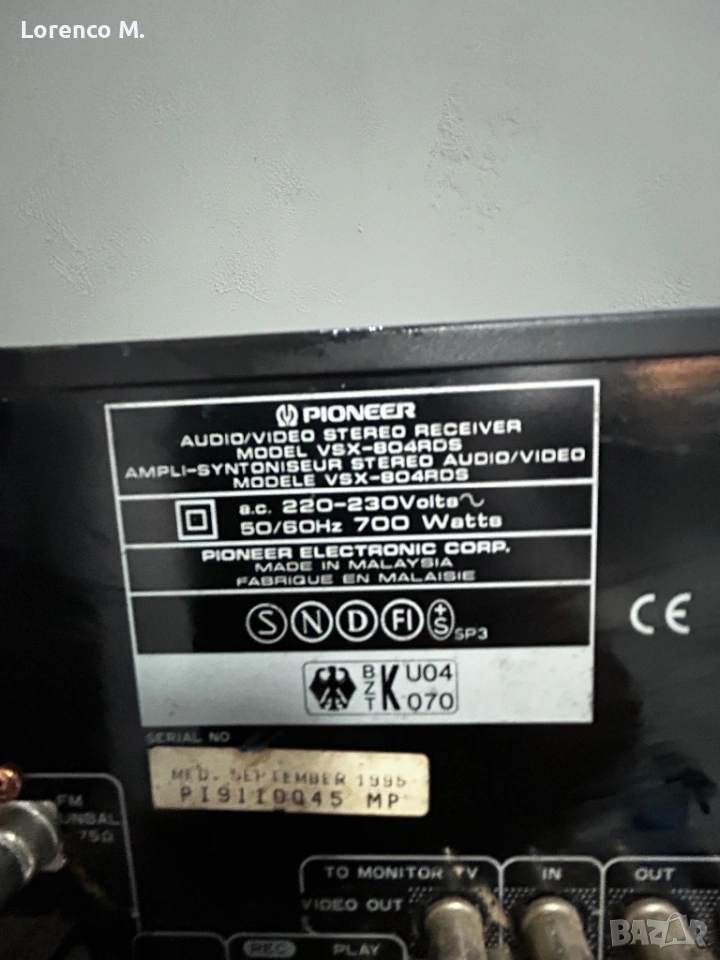 Lorenco M.
PIONEER
AUDIO/VIDEO STEREO RECEIVER
MODEL VSX-804RDS
AMPLI-SYNTONISEUR STEREO AUDIO/VIDEO
MODELE VSX-804RDS
a.c. 220-230Volts~
50/60Hz 700 Watts
PIONEER ELECTRONIC CORP.
MADE IN MALAYSIA
FABRIQUE EN MALAISIE
S N D FI +S SP3
CE
BZT K U04 070
SERIAL NO
MFD. SEPTEMBER 1995
PI9110045 MP
FM
UNBAL
75Ω
TO MONITOR TV
IN
OUT
VIDEO OUT
REC PLAY
BAZAR